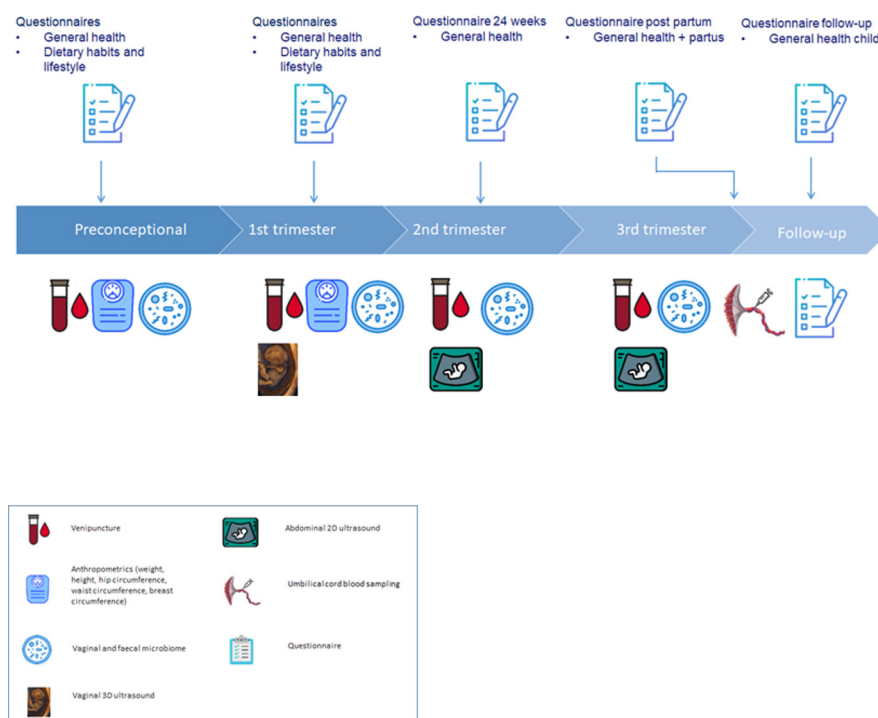 Questionnaires
• General health
• Dietary habits and
lifestyle
Questionnaires
• General health
• Dietary habits and
lifestyle
Questionnaire 24 weeks
• General health
Questionnaire post partum
• General health + partus
Questionnaire follow-up
• General health child
Preconceptional
1st trimester
2nd trimester
3rd trimester
Follow-up
Venipuncture
Abdominal 2D ultrasound
Anthropometrics (weight,
height, hip circumference,
waist circumference, breast
circumference)
Umbilical cord blood sampling
Vaginal and faecal microbiome
Questionnaire
Vaginal 3D ultrasound